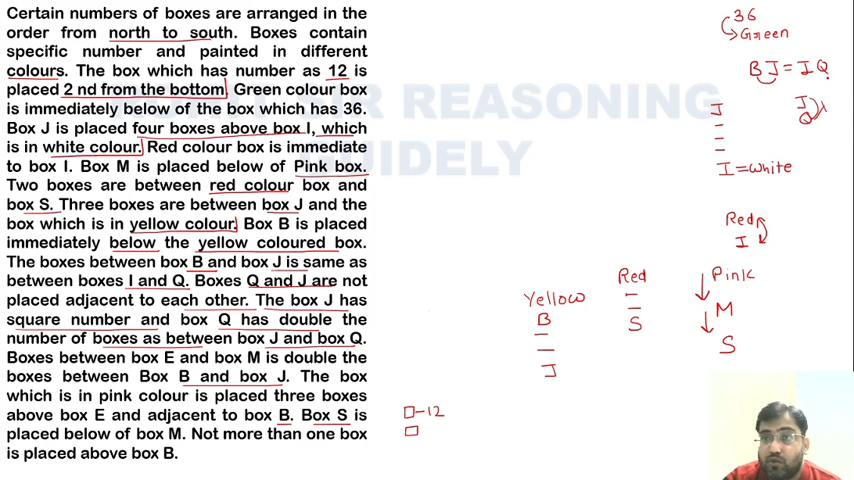 Certain numbers of boxes are arranged in the
order from north to south. Boxes contain
specific number and painted in different
colours. The box which has number as 12 is
placed 2 nd from the bottom. Green colour box
is immediately below of the box which has 36.
Box J is placed four boxes above box I, which
is in white colour. Red colour box is immediate
to box I. Box M is placed below of Pink box.
Two boxes are between red colour box and
box S. Three boxes are between box J and the
box which is in yellow colour. Box B is placed
immediately below the yellow coloured box.
The boxes between box B and box J is same as
between boxes I and Q. Boxes Q and J are not
placed adjacent to each other. The box J has
square number and box Q has double the
number of boxes as between box J and box Q.
Boxes between box E and box M is double the
boxes between Box B and box J. The box
which is in pink colour is placed three boxes
above box E and adjacent to box B. Box S is
placed below of box M. Not more than one box
is placed above box B.
REASONING
GUIDELY
36
Green
B J = I Q
J
Q
J
I = White
Red
I
Pink
M
S
Red
S
Yellow
B
J
-12